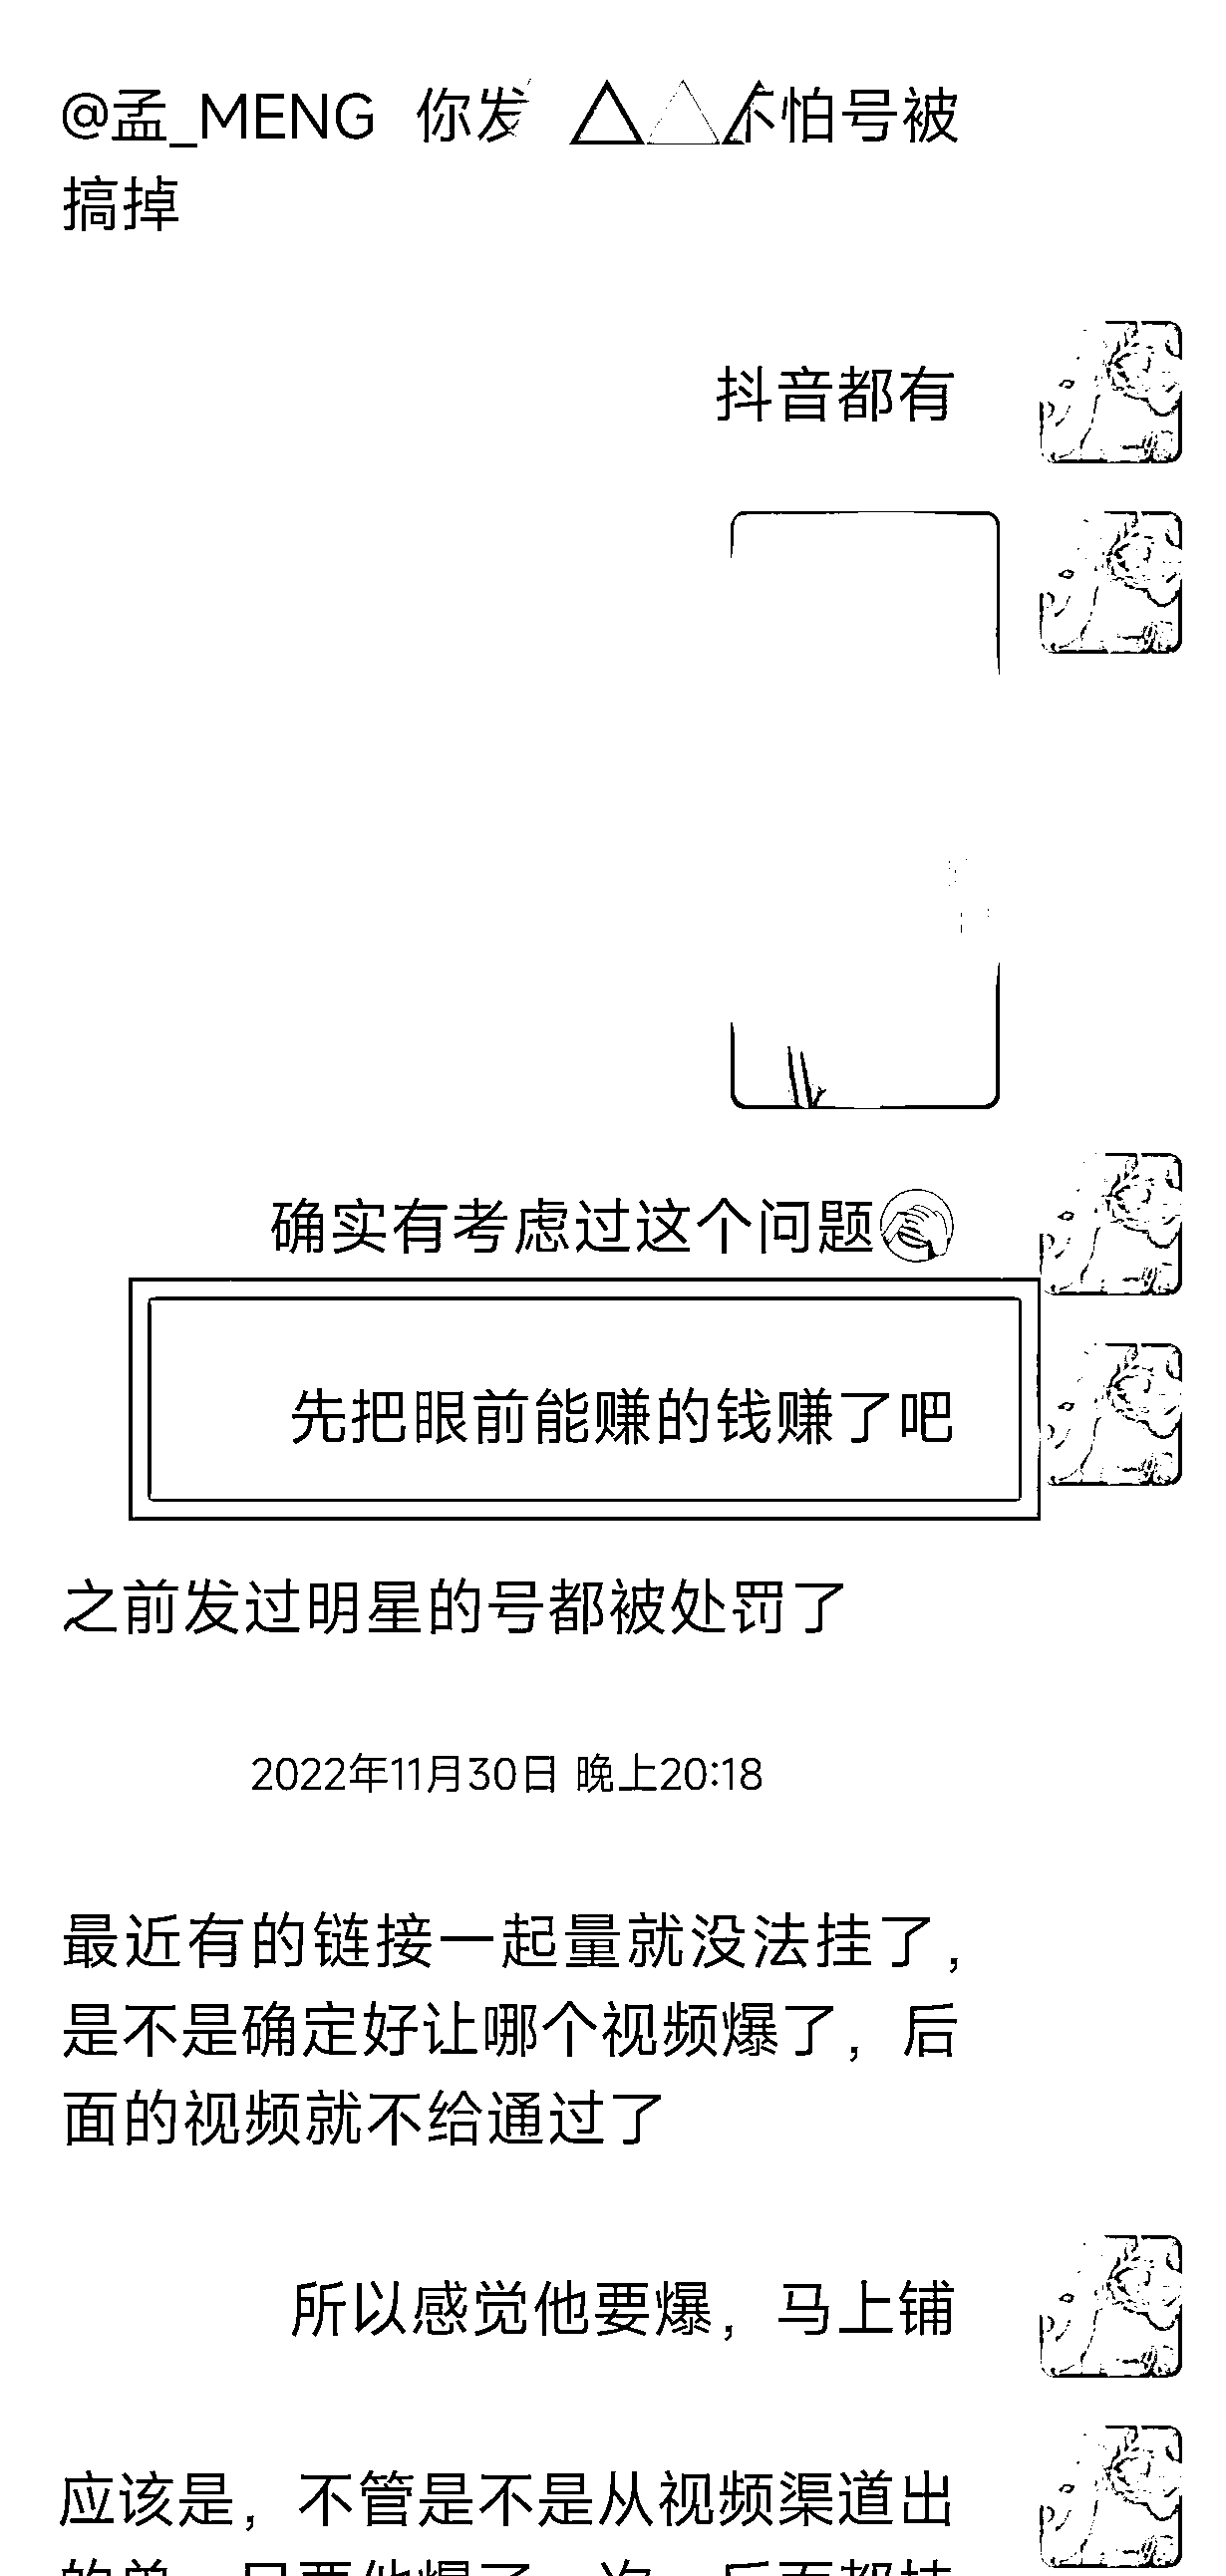 @孟_MENG 你发 不怕号被
搞掉
抖音都有
确实有考虑过这个问题
先把眼前能赚的钱赚了吧
之前发过明星的号都被处罚了
2022年11月30日 晚上20:18
最近有的链接一起量就没法挂了，
是不是确定好让哪个视频爆了，后
面的视频就不给通过了
所以感觉他要爆，马上铺
应该是，不管是不是从视频渠道出